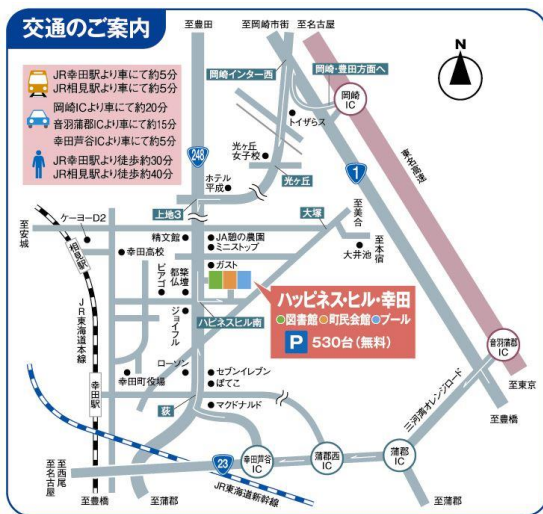 交通のご案内
JR幸田駅より車にて約5分
JR相見駅より車にて約5分
岡崎ICより車にて約20分
音羽蒲郡ICより車にて約15分
幸田芦谷ICより車にて約5分
JR幸田駅より徒歩約30分
JR相見駅より徒歩約40分
至豊田
至岡崎市街
至名古屋
N
岡崎インター西
岡崎・豊田方面へ
岡崎IC
トイザらス
248
光ヶ丘女子校
1
東名高速
ホテル平成
光ヶ丘
上地3
大塚
至美合
至本宿
大井池
ケーヨーD2
至安城
相見駅
幸田高校
精文館
JA憩の農園
ミニストップ
ガスト
ピアゴ
都築仏壇
ハピネスヒル南
ジョイフル
JR東海道本線
ハッピネス・ヒル・幸田
●図書館●町民会館●プール
P 530台(無料)
音羽蒲郡IC
至東京
至豊橋
三河湾オレンジロード
ローソン
セブンイレブン
ぽてこ
幸田町役場
幸田駅
荻
マクドナルド
23
幸田芦谷IC
蒲郡西IC
蒲郡IC
至西尾
至名古屋
JR東海道新幹線
至豊橋
至蒲郡
至蒲郡